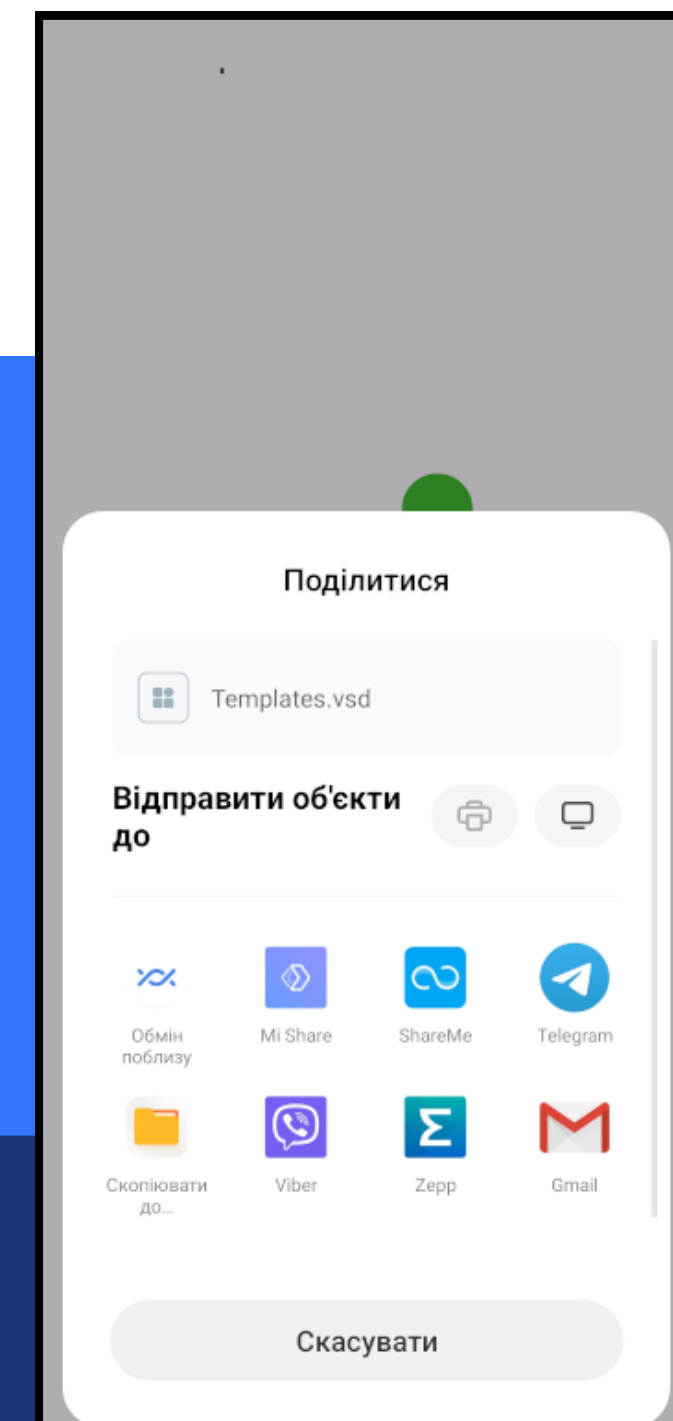 Поділитися
Templates.vsd
Відправити об'єкти
до
Обмін
поблизу
Mi Share
ShareMe
Telegram
Скопіювати
до...
Viber
Zepp
Gmail
Скасувати